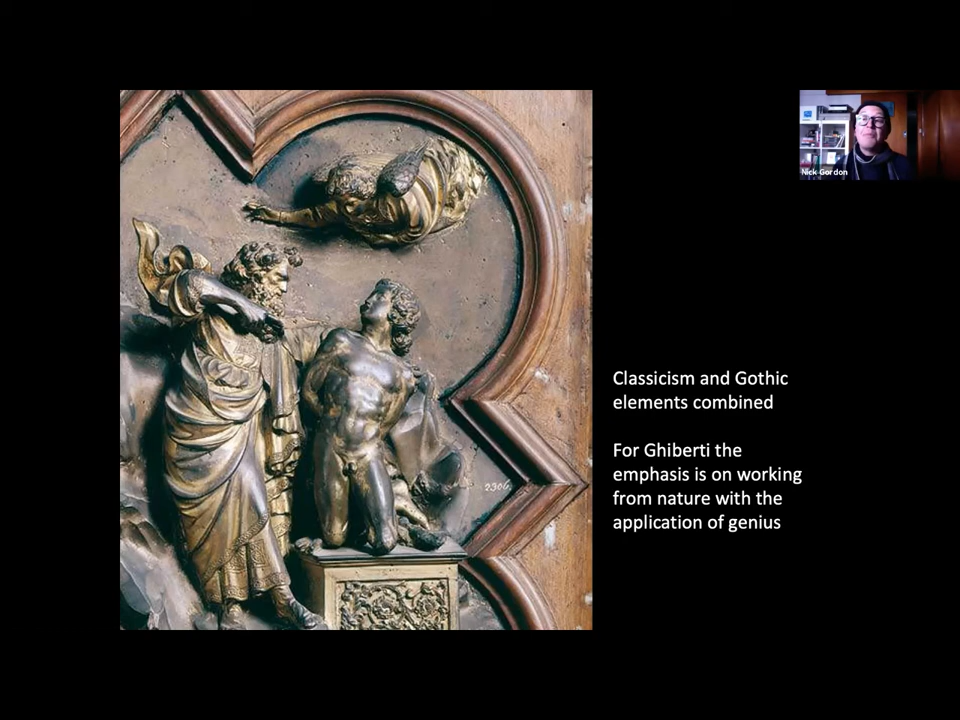 Nick Gordon
Classicism and Gothic
elements combined
For Ghiberti the
emphasis is on working
from nature with the
application of genius
2306